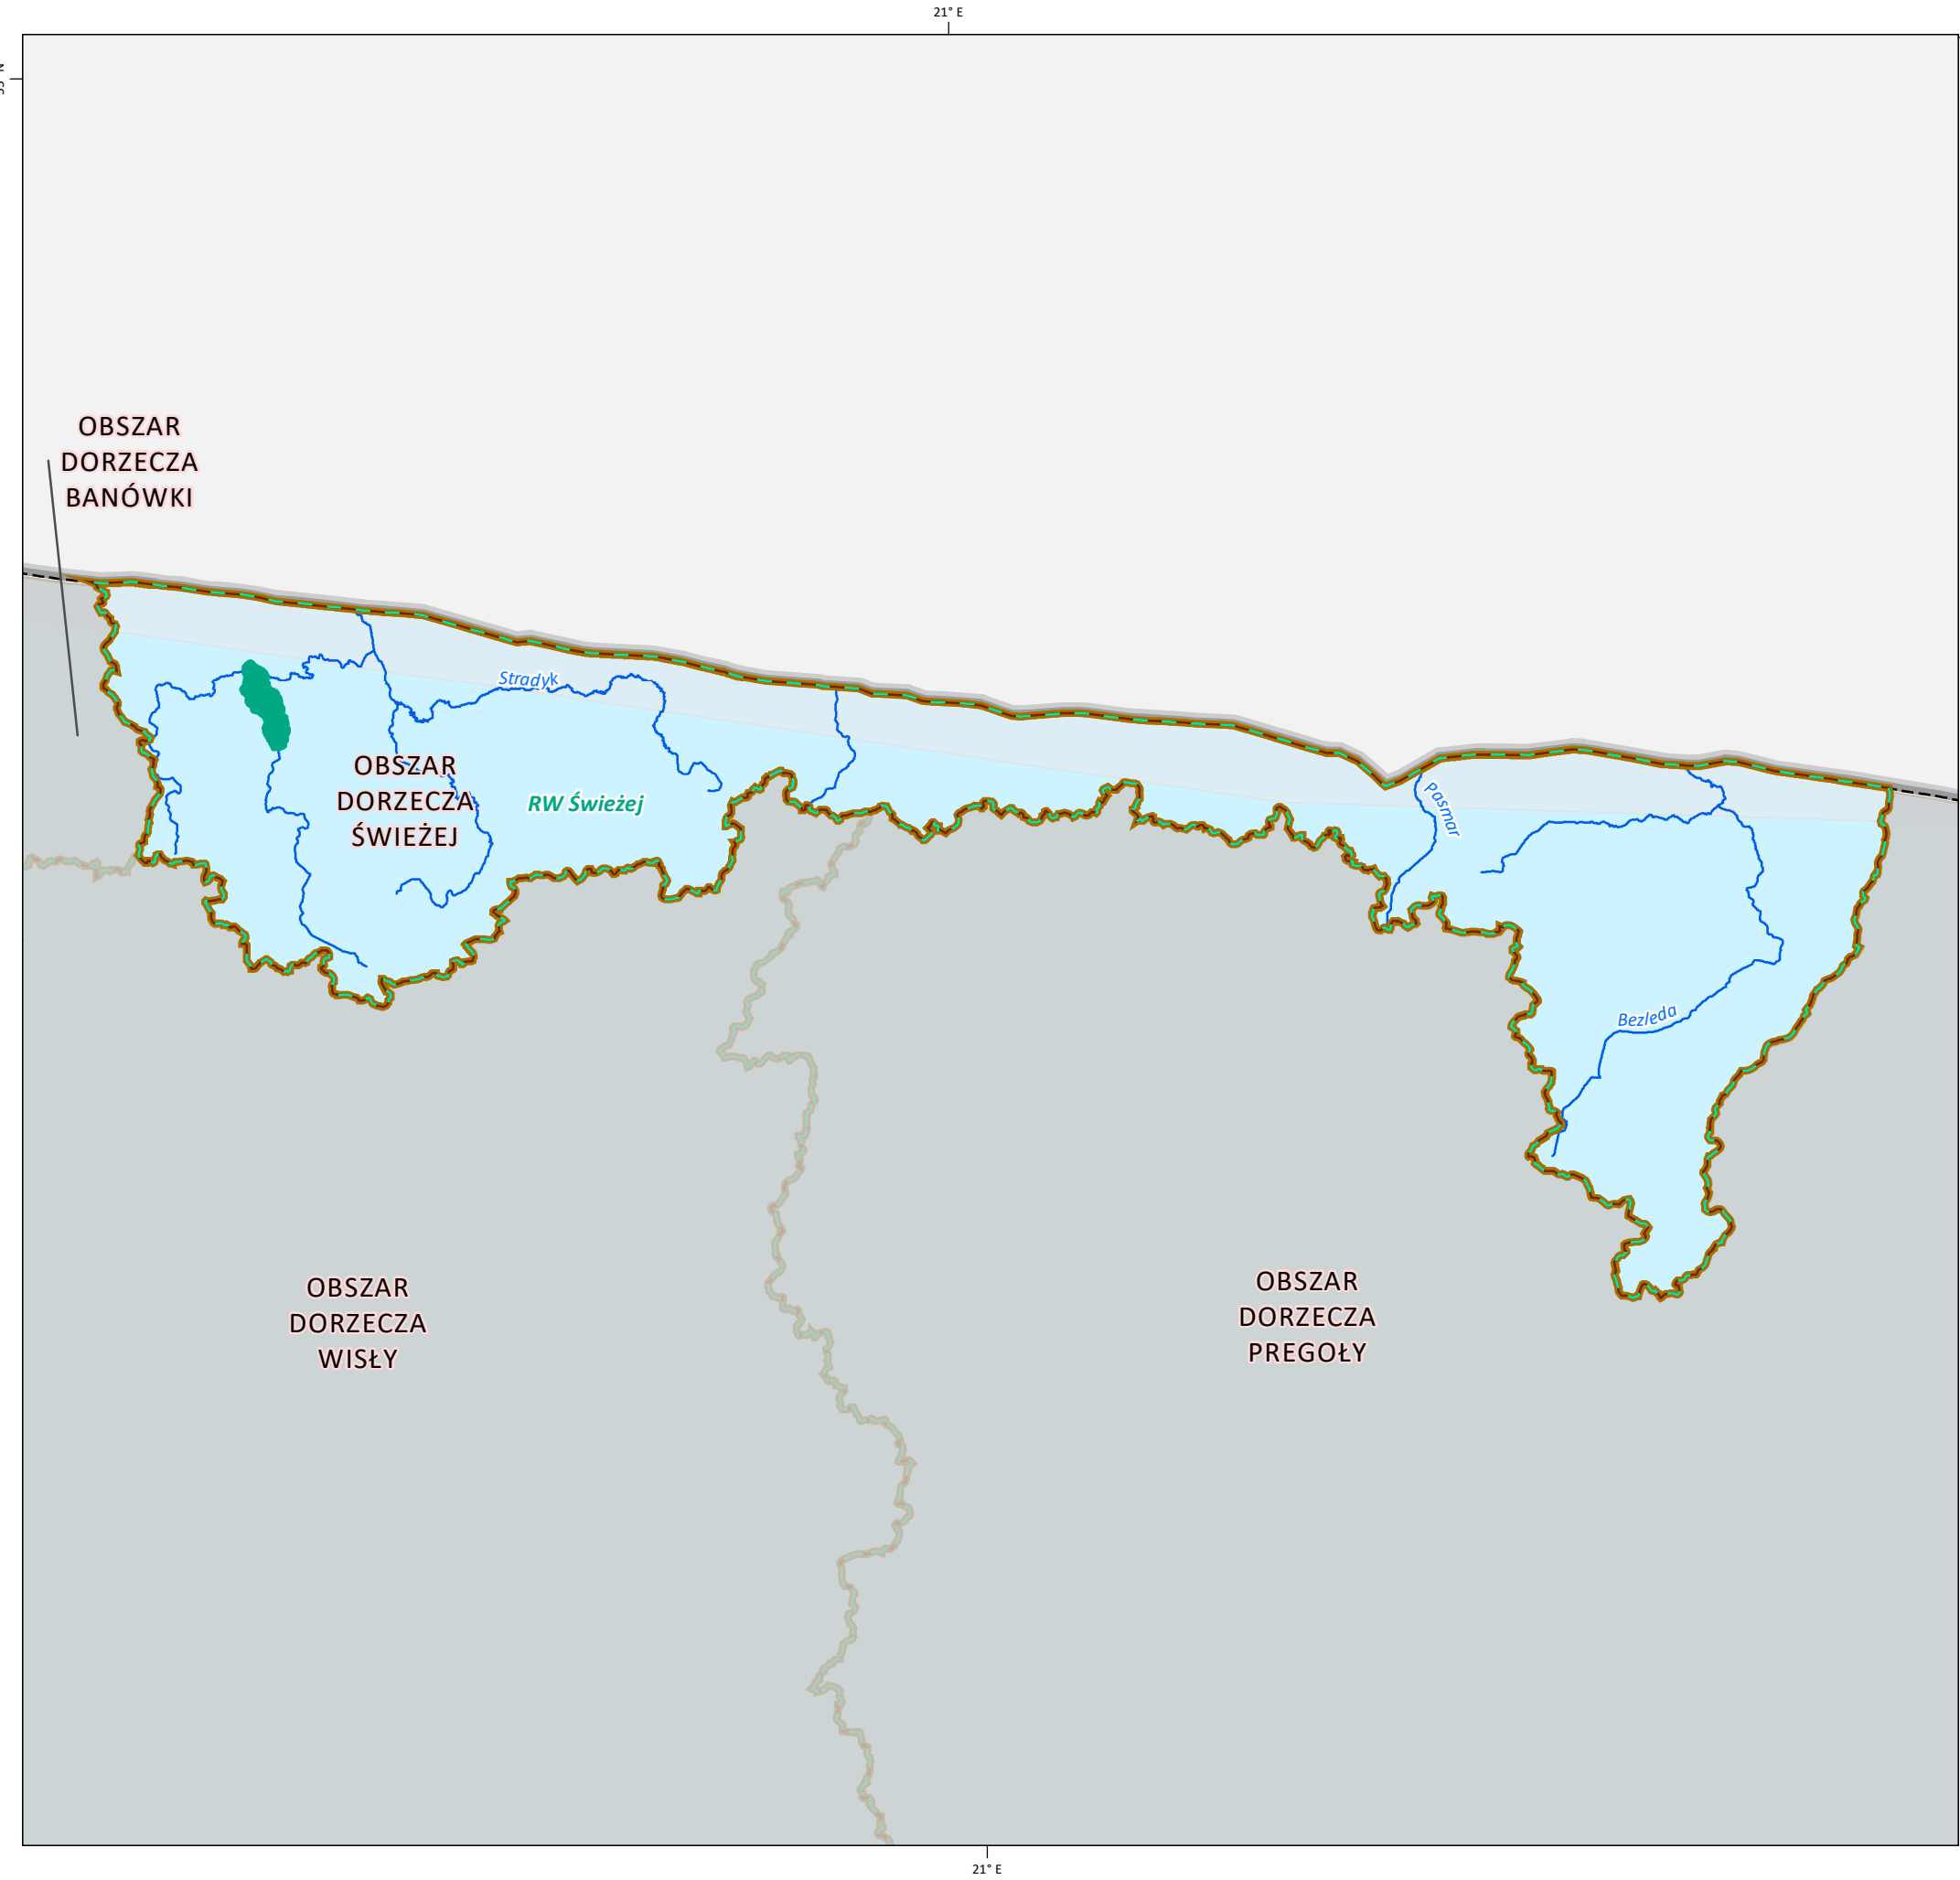 21° E
OBSZAR
DORZECZA
BANÓWKI
Stradyk
OBSZAR
DORZECZA
ŚWIEŻEJ
RW Świeżej
Pasmar
Bezleda
OBSZAR
DORZECZA
WISŁY
OBSZAR
DORZECZA
PREGOŁY
21° E